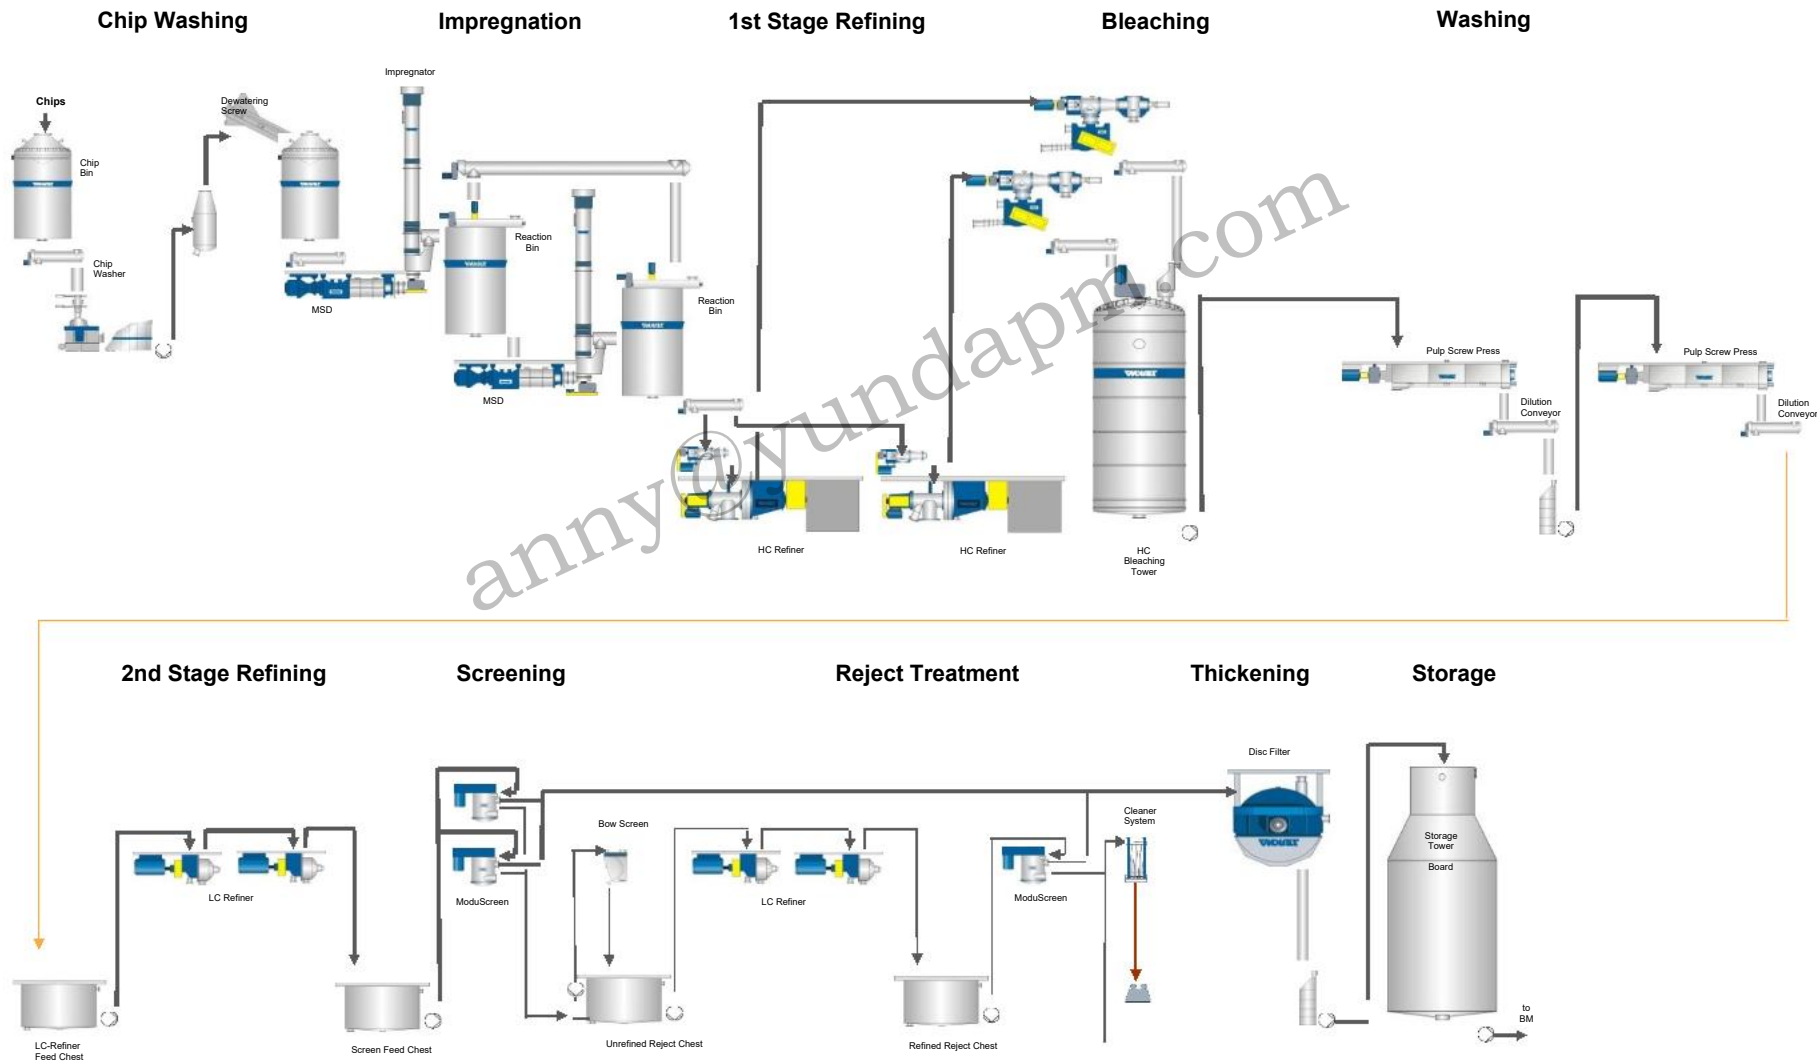 Chip Washing
Impregnation
1st Stage Refining
Bleaching
Washing
Impregnator
Chips
Dewatering
Screw
Chip
Bin
Chip
Washer
MSD
Reaction
Bin
MSD
Reaction
Bin
HC Refiner
HC Refiner
HC
Bleaching
Tower
Pulp Screw Press
Dilution
Conveyor
Pulp Screw Press
Dilution
Conveyor
anny@yundapm.com
2nd Stage Refining
Screening
Reject Treatment
Thickening
Storage
LC-Refiner
Feed Chest
LC Refiner
Screen Feed Chest
ModuScreen
Bow Screen
Unrefined Reject Chest
LC Refiner
Refined Reject Chest
ModuScreen
Cleaner
System
Disc Filter
VOITH
Storage
Tower
Board
to
BM